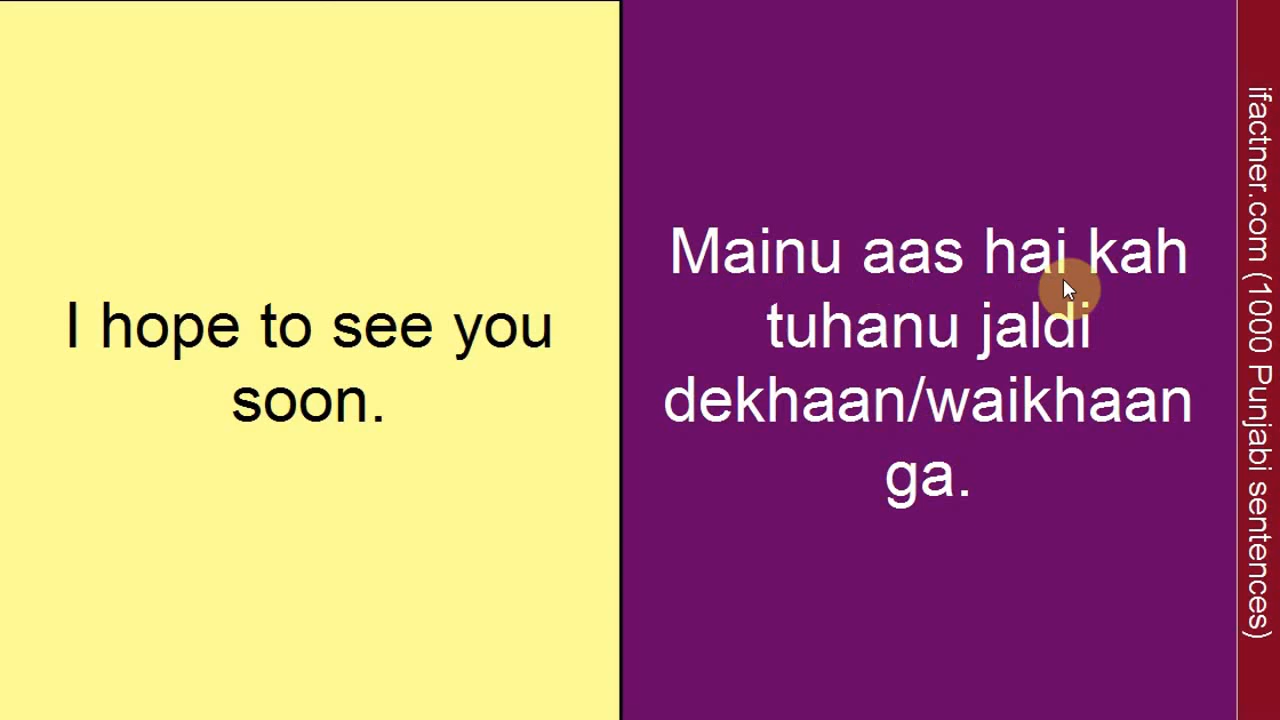 I hope to see you
soon.
Mainu aas hai kah
tuhanu jaldi
dekhaan/waikhaan
ga.
ifactner.com (1000 Punjabi sentences)